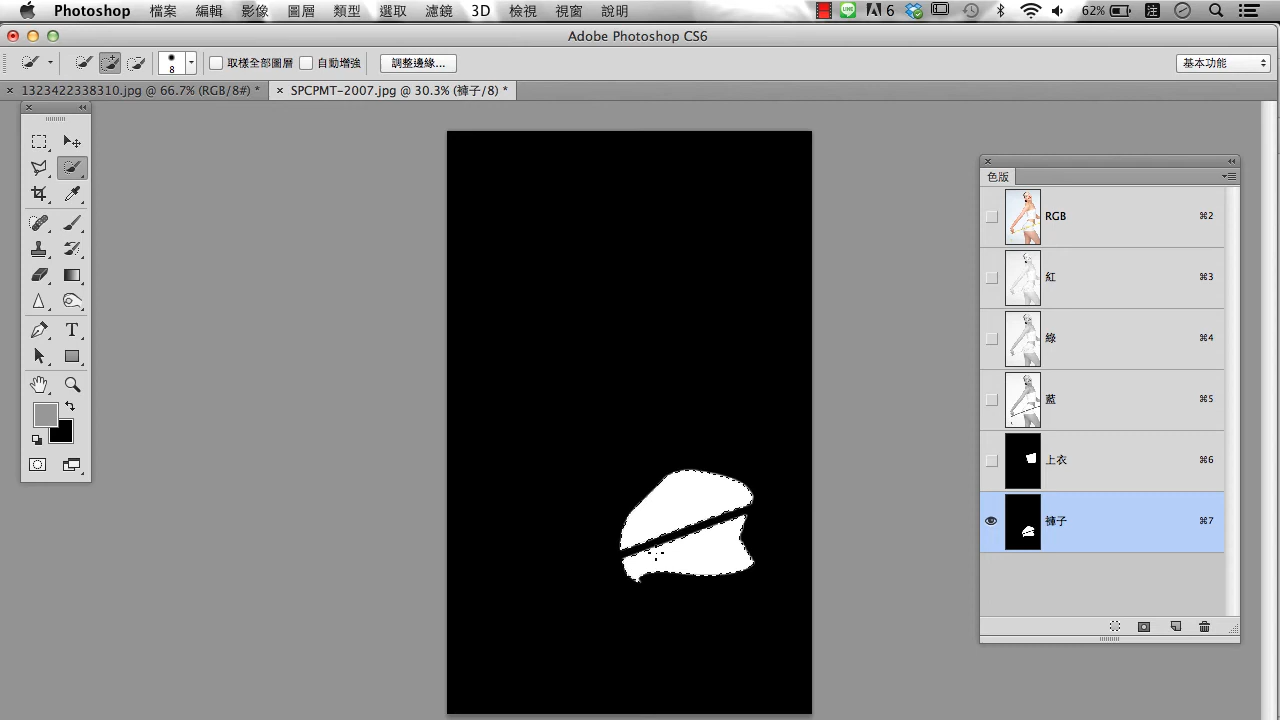 Photoshop 檔案 編輯 影像 圖層 類型 選取 濾鏡 3D 檢視 視窗 說明 6 62% 注
Adobe Photoshop CS6
8 取樣全部圖層 自動增強 調整邊緣... 基本功能
1323422338310.jpg @ 66.7% (RGB/8#) * SPCPMT-2007.jpg @ 30.3% (褲子/8) *
色版
RGB ⌘2
紅 ⌘3
綠 ⌘4
藍 ⌘5
上衣 ⌘6
褲子 ⌘7